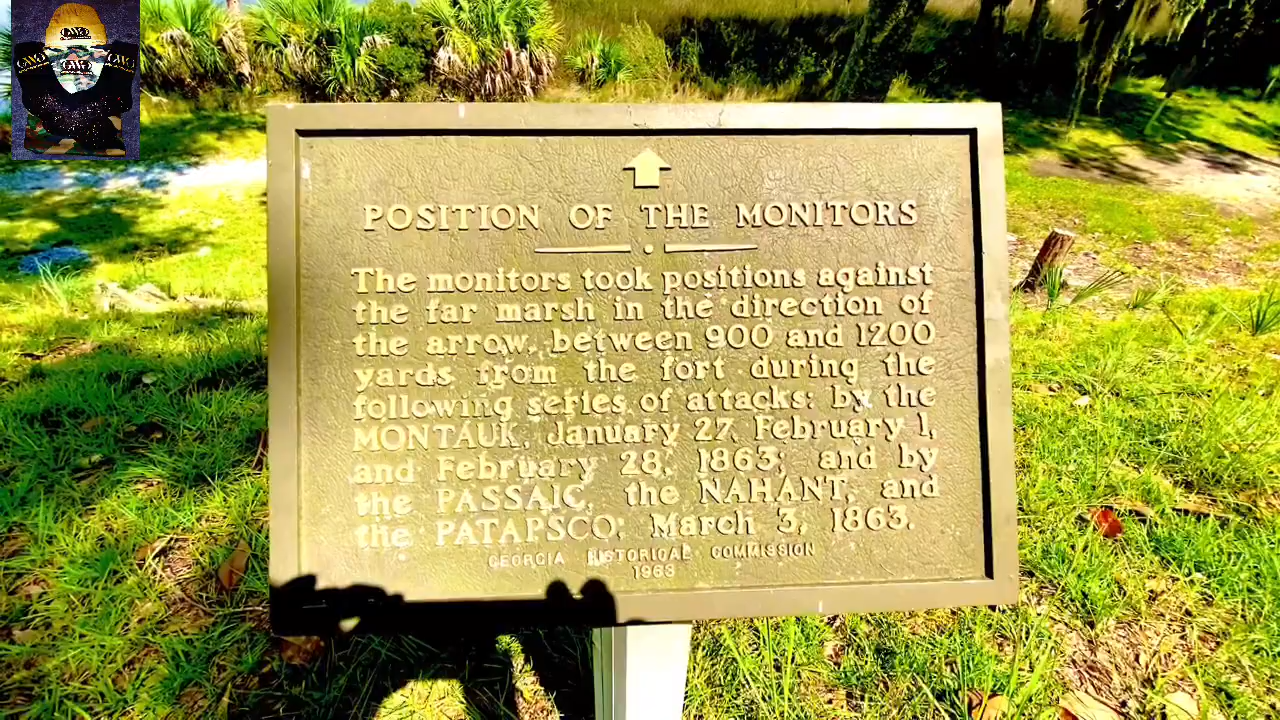 POSITION OF THE MONITORS
The monitors took positions against
the far marsh in the direction of
the arrow, between 900 and 1200
yards from the fort during the
following series of attacks: by the
MONTAUK, January 27, February 1,
and February 28, 1863; and by
the PASSAIC, the NAHANT, and
the PATAPSCO, March 3, 1863.
GEORGIA HISTORICAL COMMISSION
1963